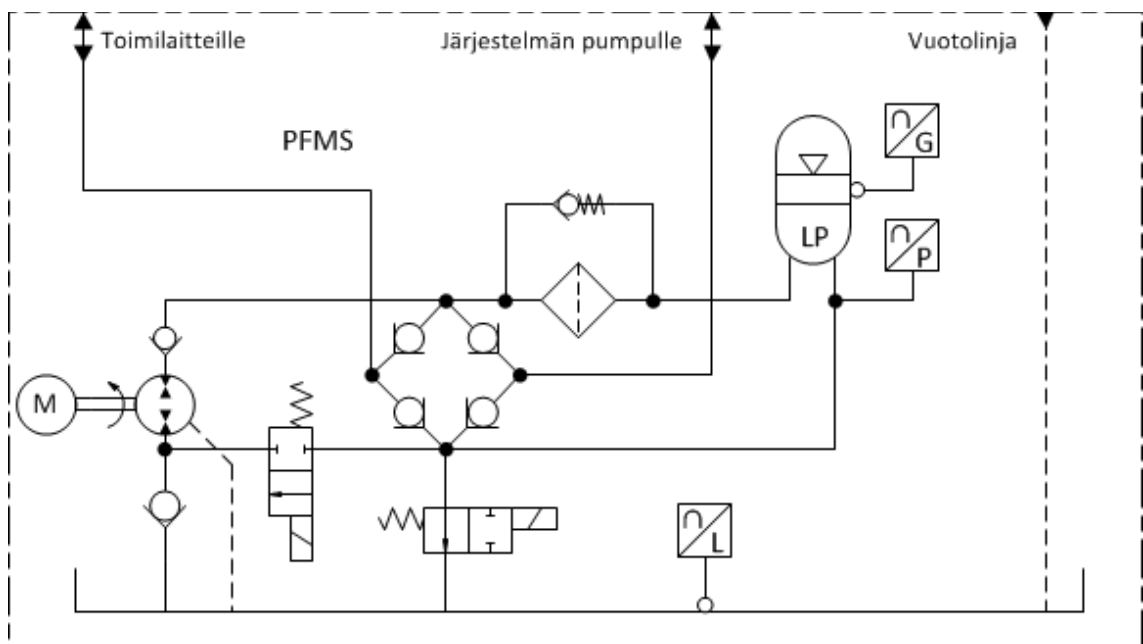 Toimilaitteille
Järjestelmän pumpulle
Vuotolinja
PFMS
∩
G
LP
∩
P
M
∩
L